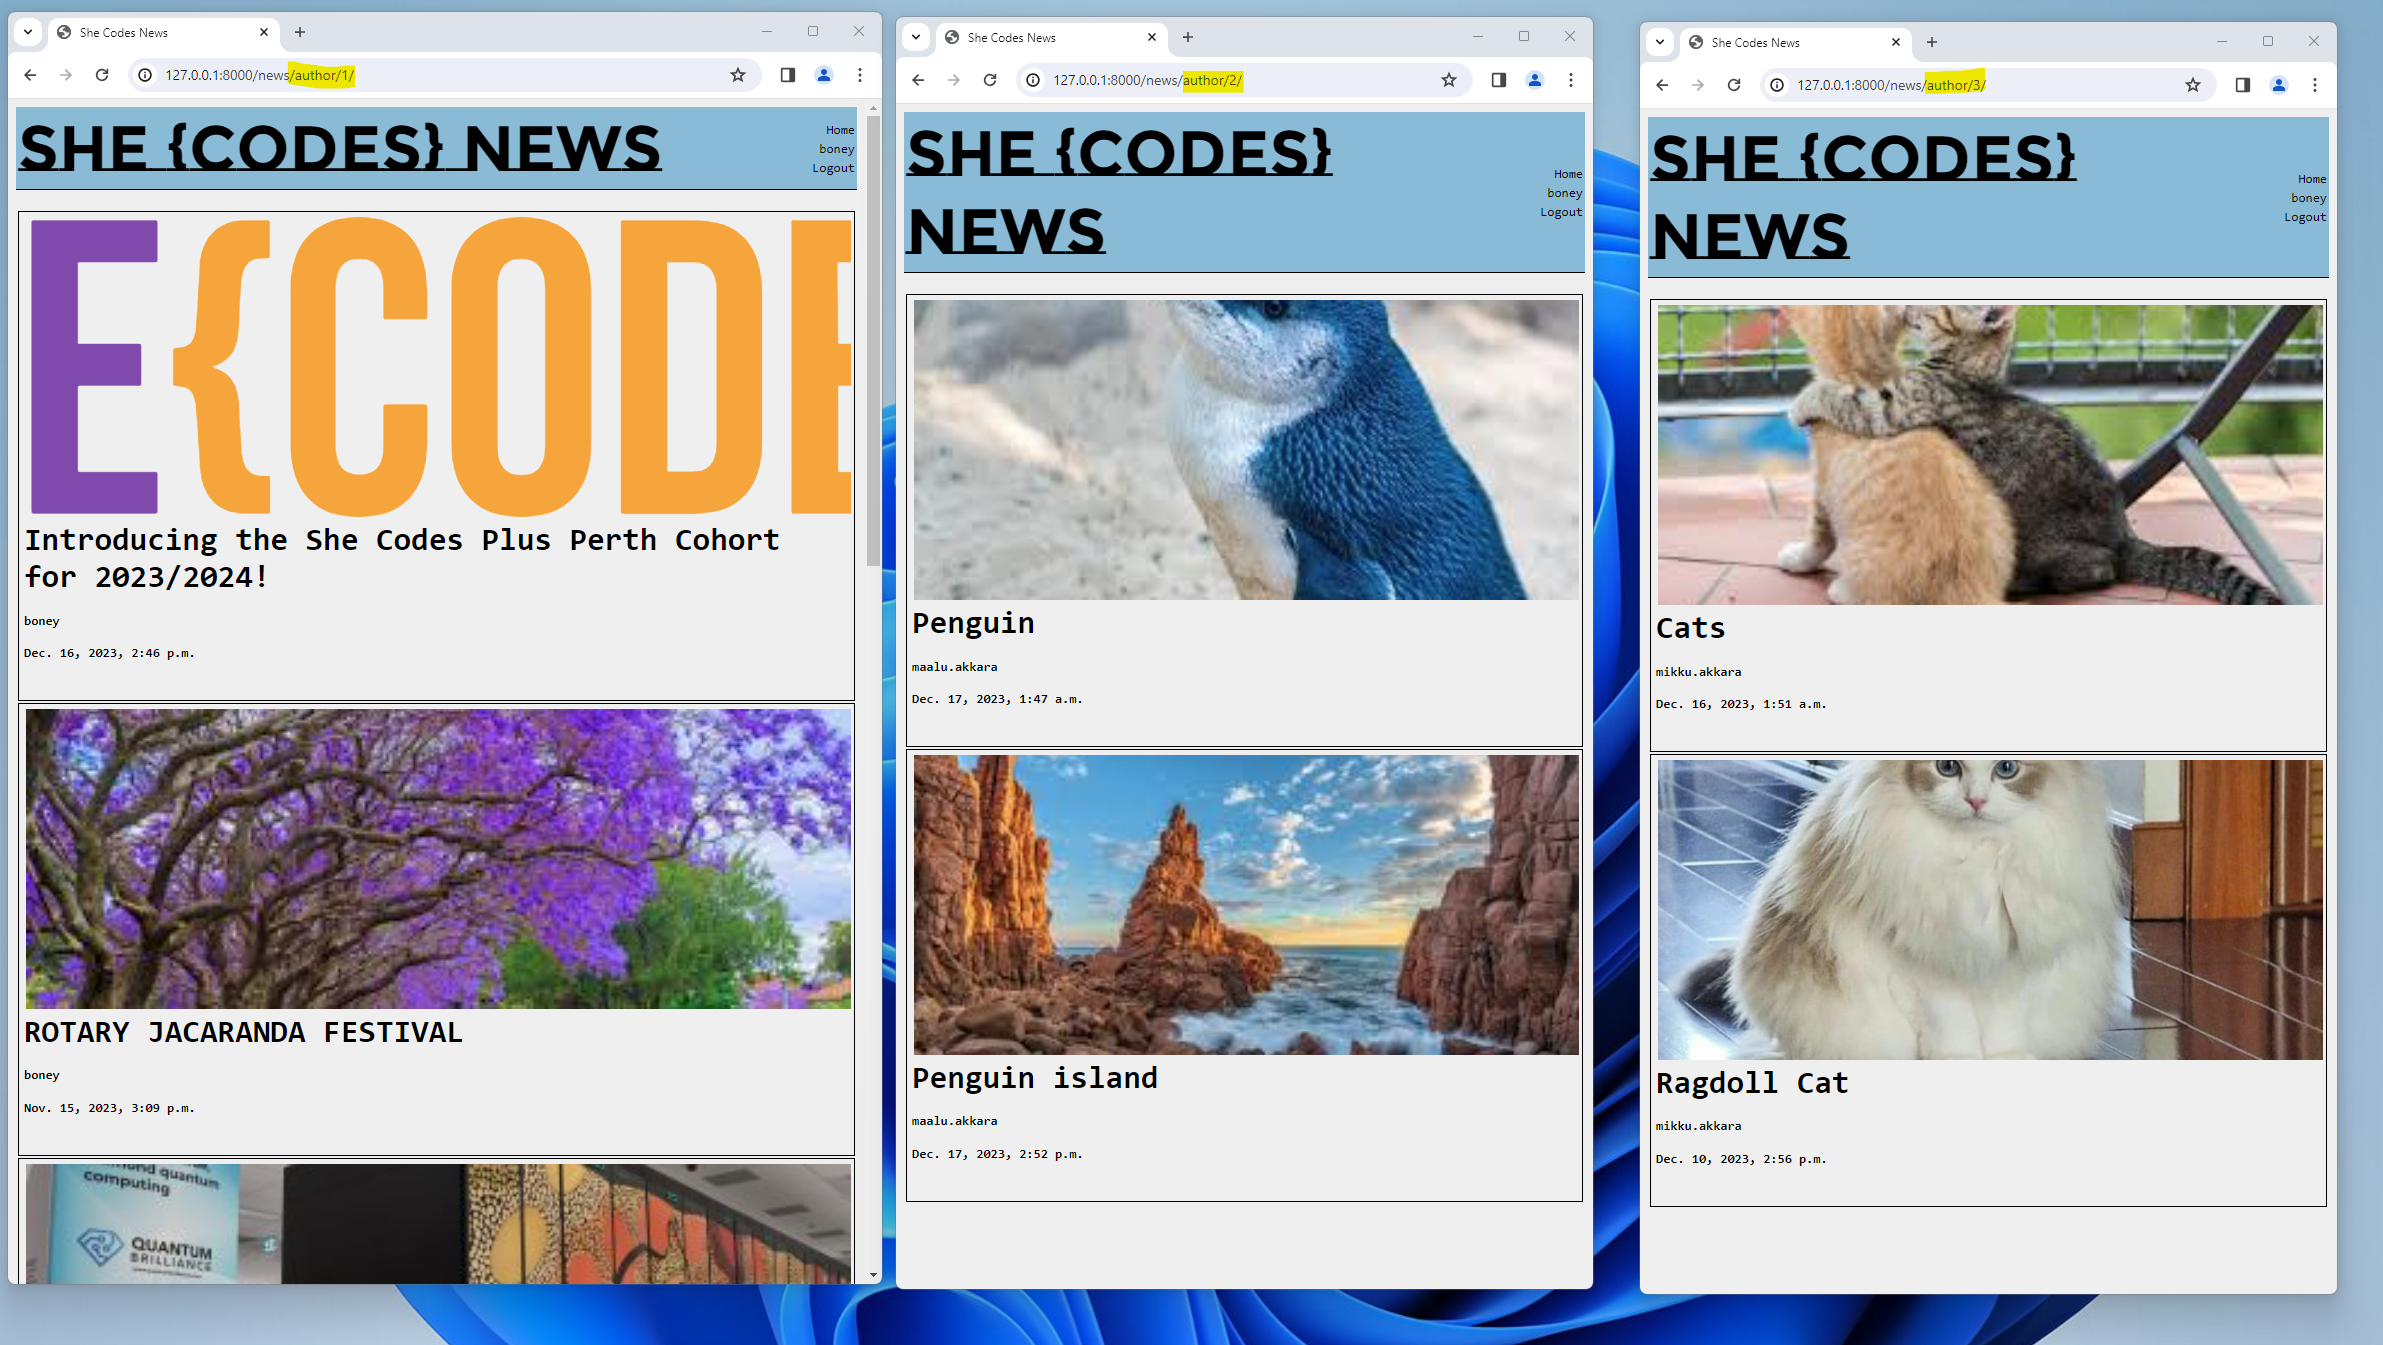 She Codes News
127.0.0.1:8000/news/author/1/
SHE {CODES} NEWS
Home
boney
Logout
E{CODE
Introducing the She Codes Plus Perth Cohort
for 2023/2024!
boney
Dec. 16, 2023, 2:46 p.m.
ROTARY JACARANDA FESTIVAL
boney
Nov. 15, 2023, 3:09 p.m.
quantum
computing
QUANTUM
BRILLIANCE
She Codes News
127.0.0.1:8000/news/author/2/
SHE {CODES}
NEWS
Home
boney
Logout
Penguin
maalu.akkara
Dec. 17, 2023, 1:47 a.m.
Penguin island
maalu.akkara
Dec. 17, 2023, 2:52 p.m.
She Codes News
127.0.0.1:8000/news/author/3/
SHE {CODES}
NEWS
Home
boney
Logout
Cats
mikku.akkara
Dec. 16, 2023, 1:51 a.m.
Ragdoll Cat
mikku.akkara
Dec. 10, 2023, 2:56 p.m.